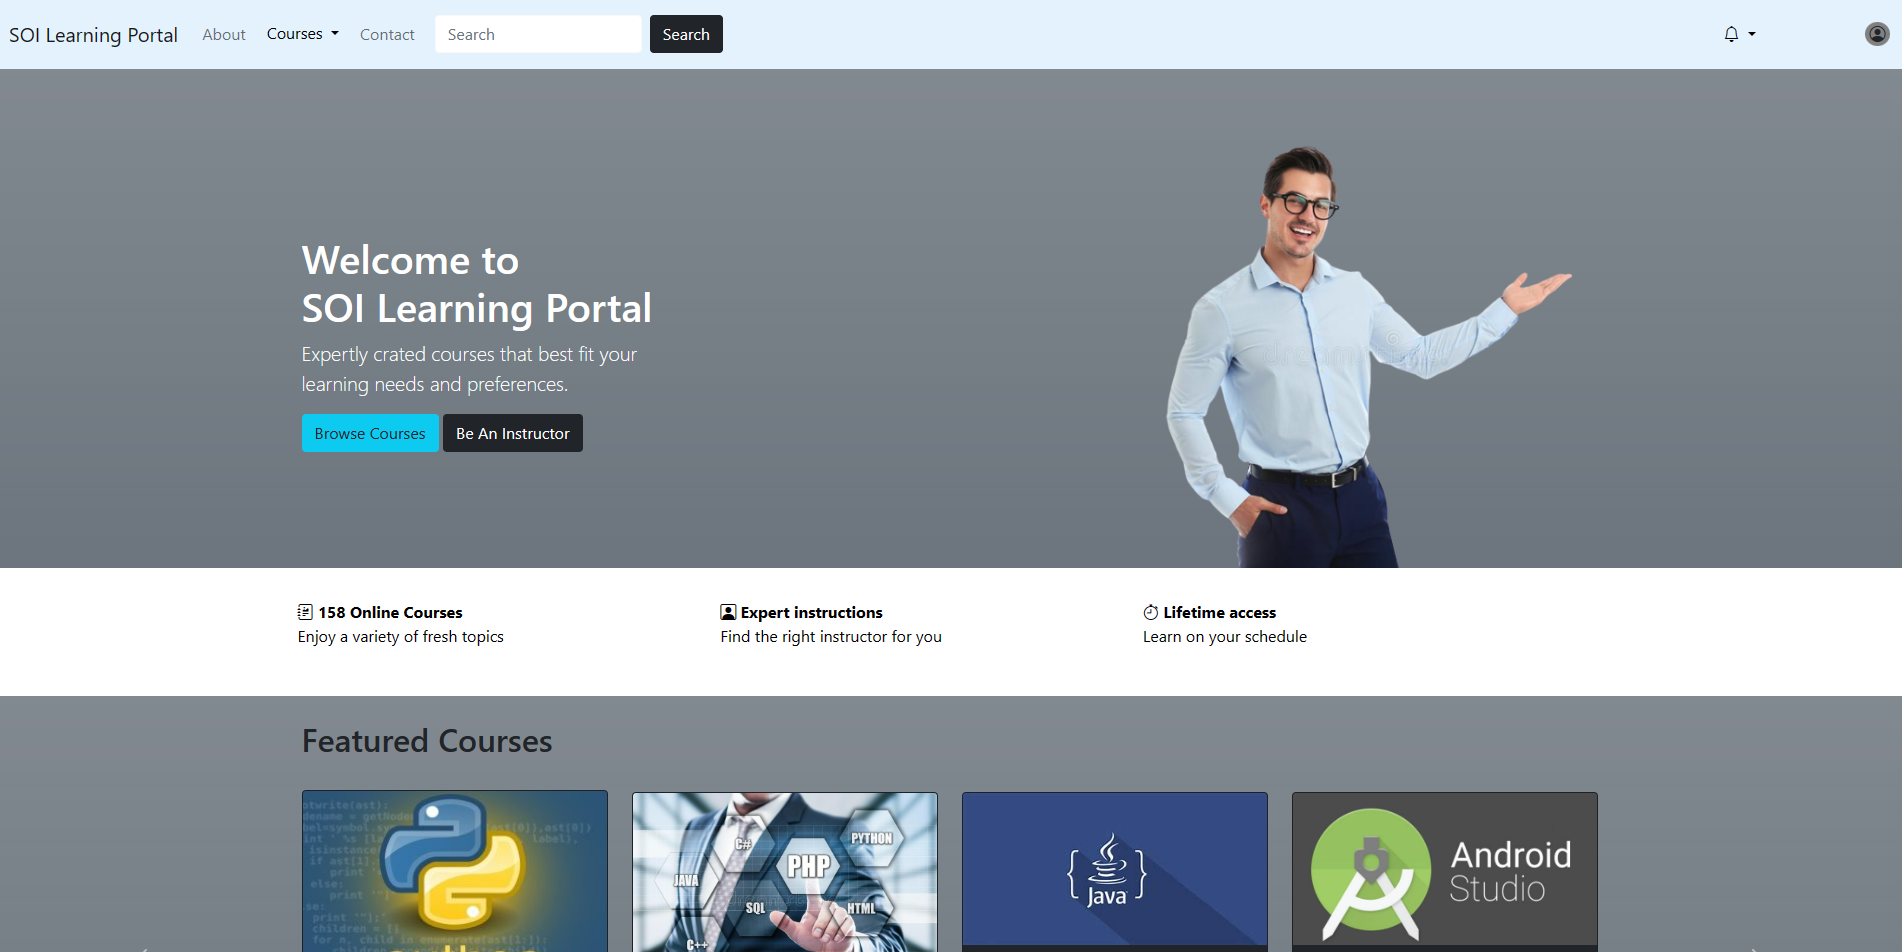 SOI Learning Portal
About
Courses
Contact
Search
Search
Welcome to
SOI Learning Portal
Expertly crated courses that best fit your
learning needs and preferences.
Browse Courses
Be An Instructor
158 Online Courses
Enjoy a variety of fresh topics
Expert instructions
Find the right instructor for you
Lifetime access
Learn on your schedule
Featured Courses
C#
PYTHON
PHP
JAVA
SQL
HTML
C++
Java
Android
Studio